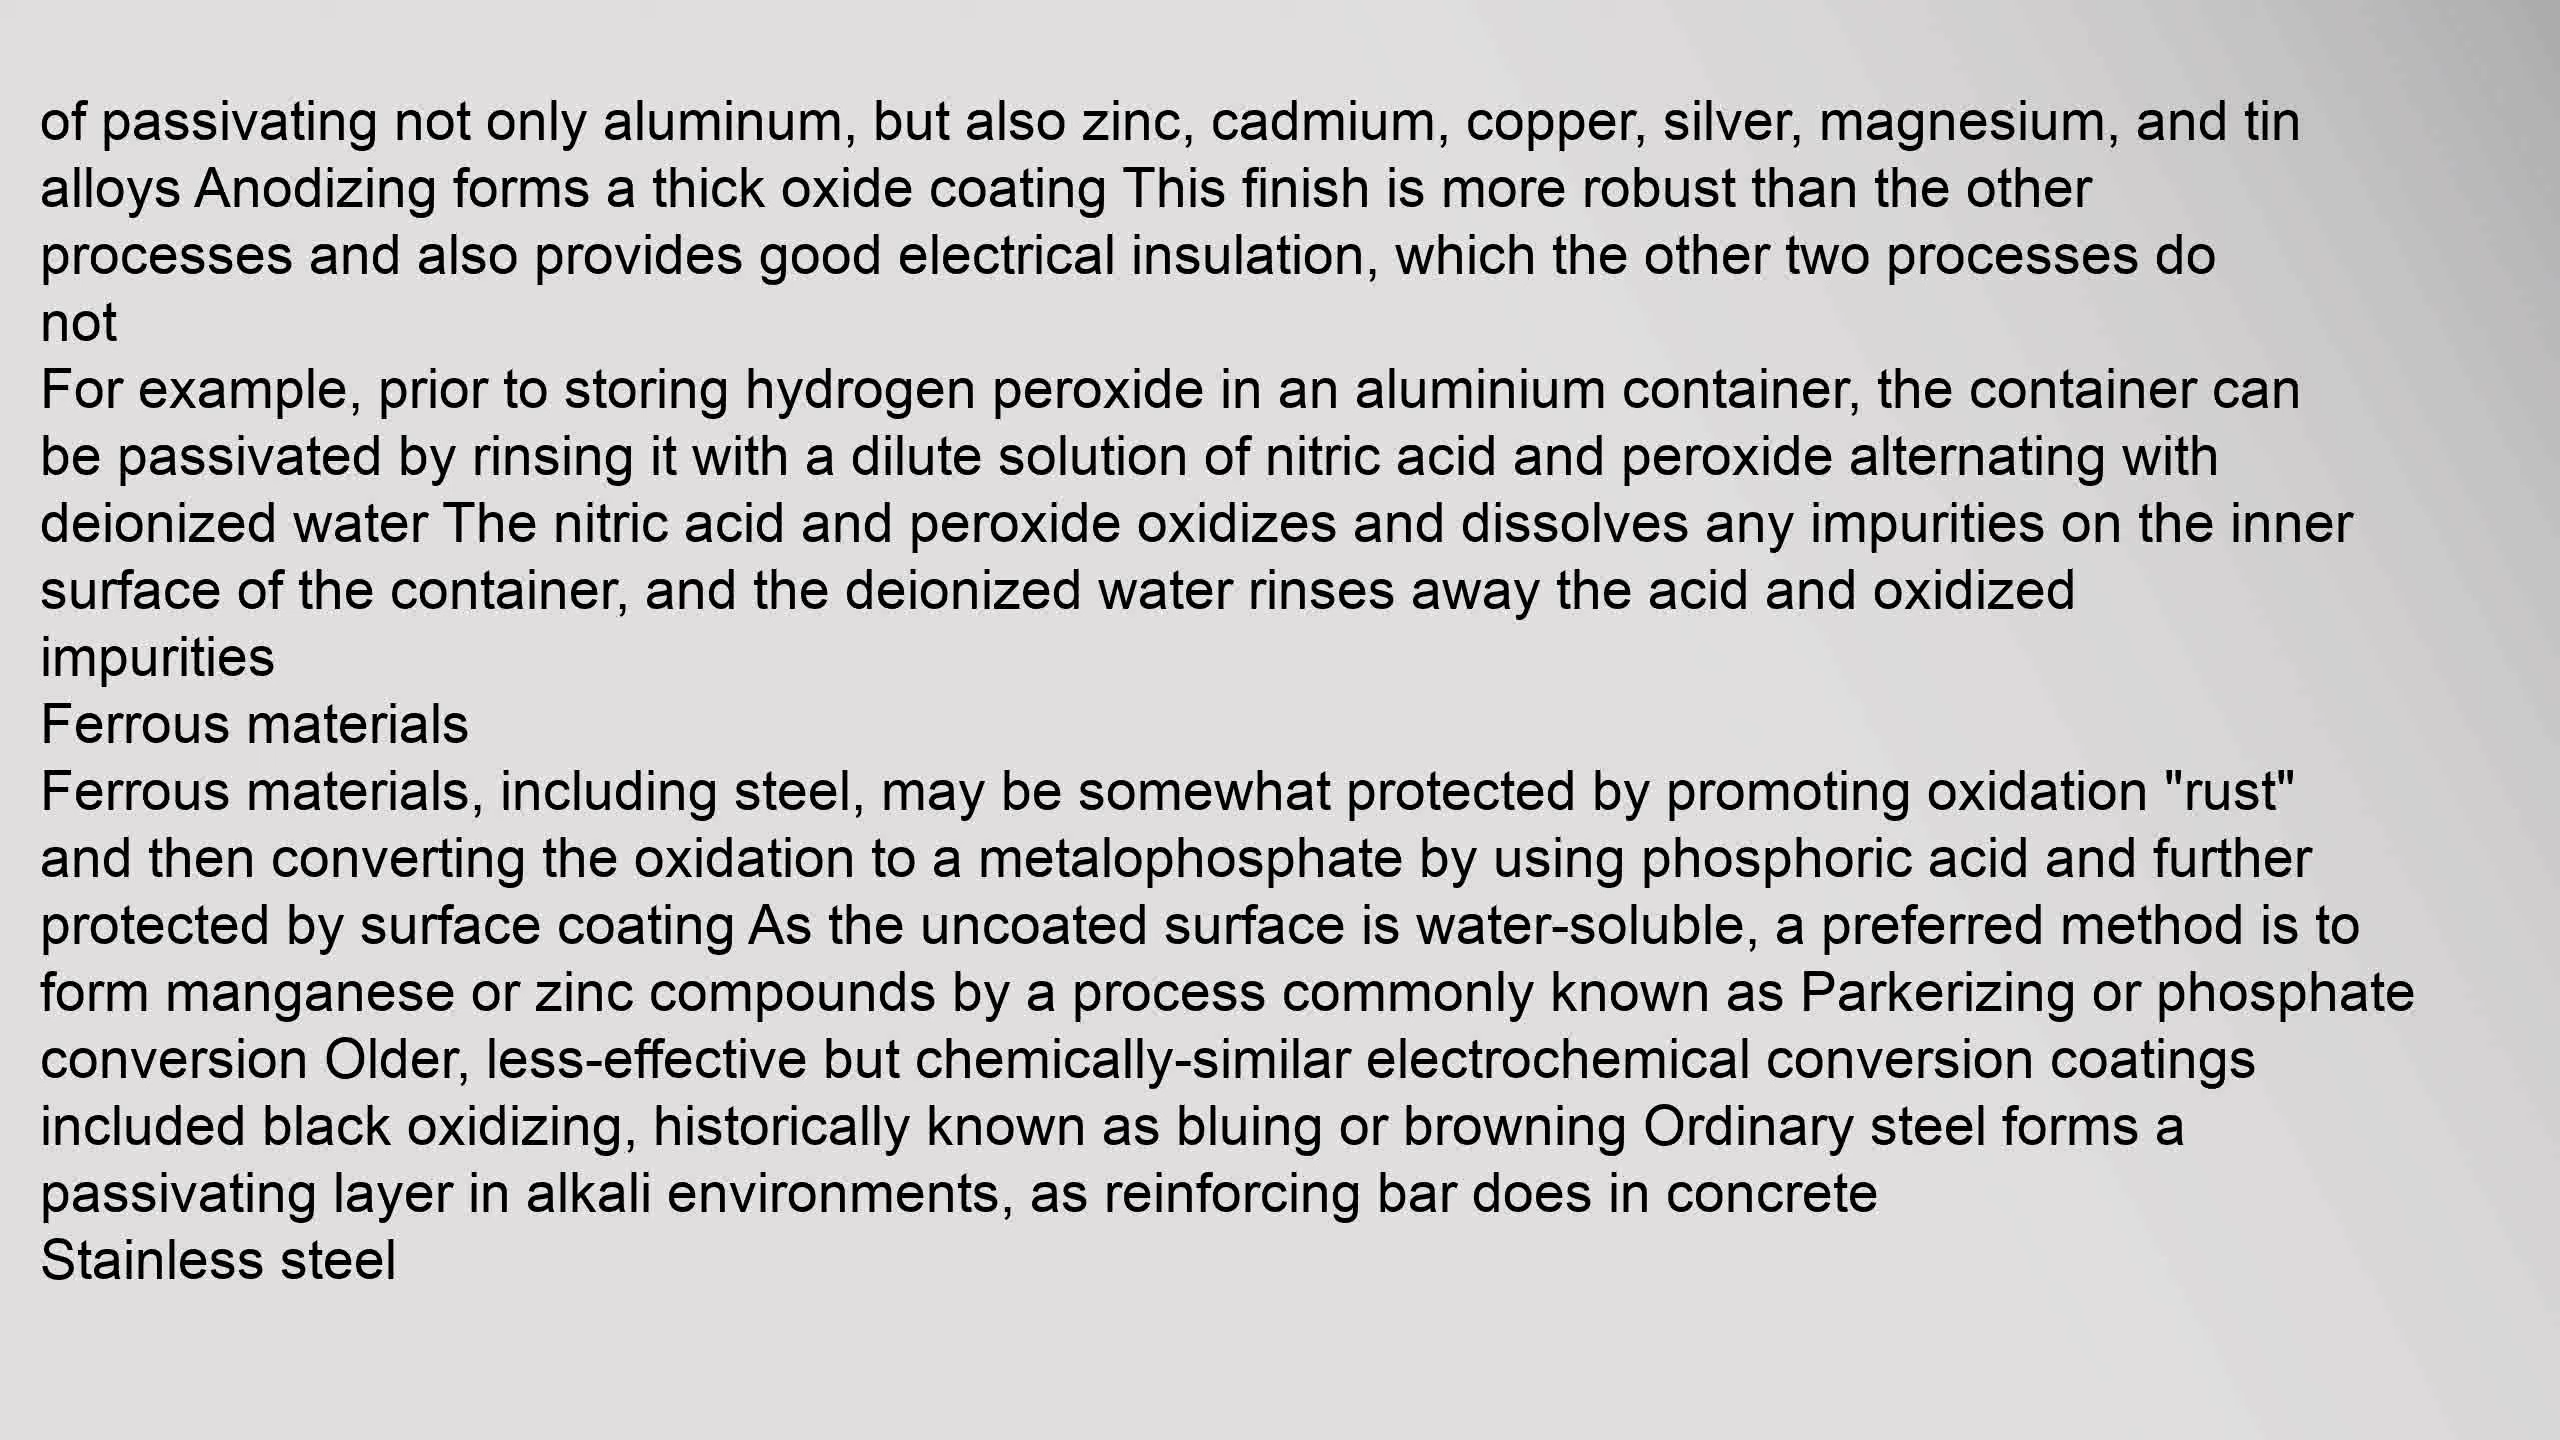 of passivating not only aluminum, but also zinc, cadmium, copper, silver, magnesium, and tin
alloys Anodizing forms a thick oxide coating This finish is more robust than the other
processes and also provides good electrical insulation, which the other two processes do
not
For example, prior to storing hydrogen peroxide in an aluminium container, the container can
be passivated by rinsing it with a dilute solution of nitric acid and peroxide alternating with
deionized water The nitric acid and peroxide oxidizes and dissolves any impurities on the inner
surface of the container, and the deionized water rinses away the acid and oxidized
impurities
Ferrous materials
Ferrous materials, including steel, may be somewhat protected by promoting oxidation "rust"
and then converting the oxidation to a metalophosphate by using phosphoric acid and further
protected by surface coating As the uncoated surface is water-soluble, a preferred method is to
form manganese or zinc compounds by a process commonly known as Parkerizing or phosphate
conversion Older, less-effective but chemically-similar electrochemical conversion coatings
included black oxidizing, historically known as bluing or browning Ordinary steel forms a
passivating layer in alkali environments, as reinforcing bar does in concrete
Stainless steel